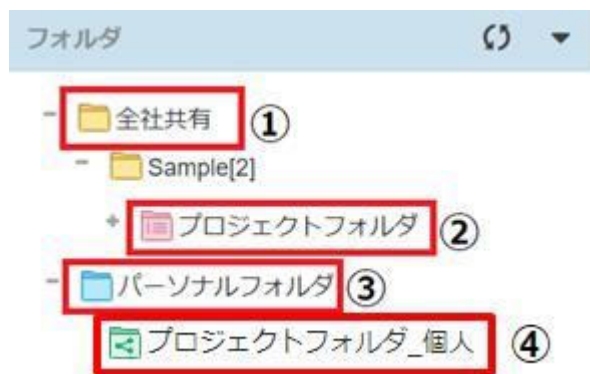 フォルダ
全社共有 ①
Sample[2]
プロジェクトフォルダ ②
パーソナルフォルダ ③
プロジェクトフォルダ_個人 ④